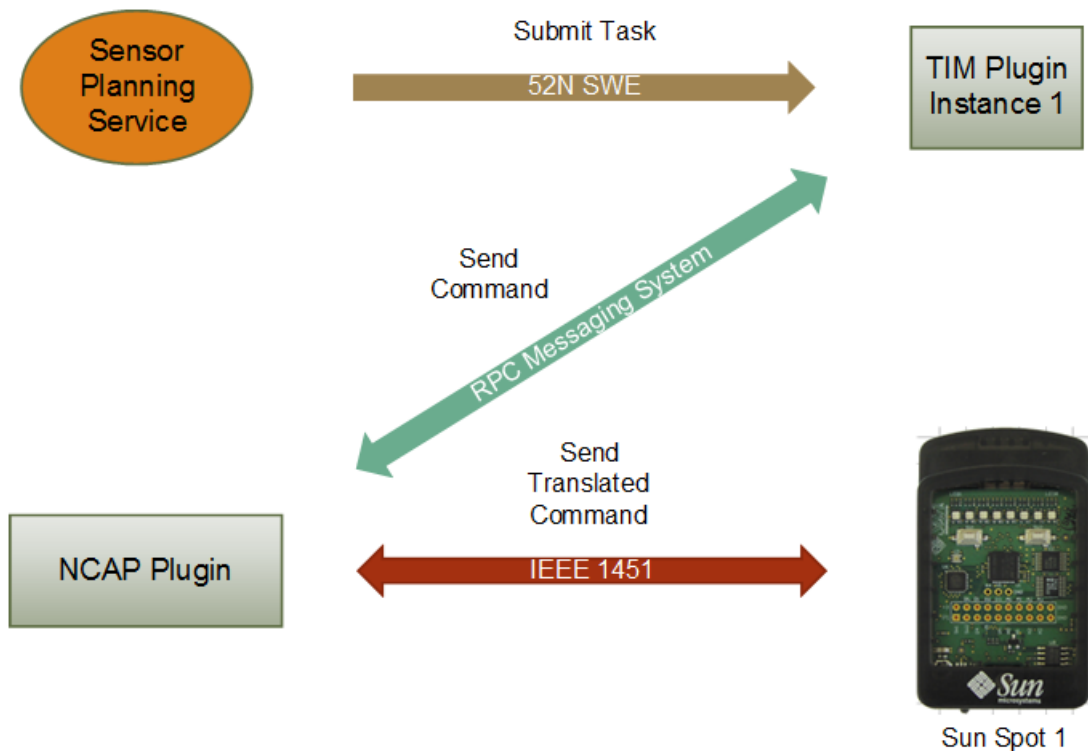 Sensor
Planning
Service
Submit Task
52N SWE
TIM Plugin
Instance 1
Send
Command
RPC Messaging System
Send
Translated
Command
NCAP Plugin
IEEE 1451
Sun
microsystems
Sun Spot 1